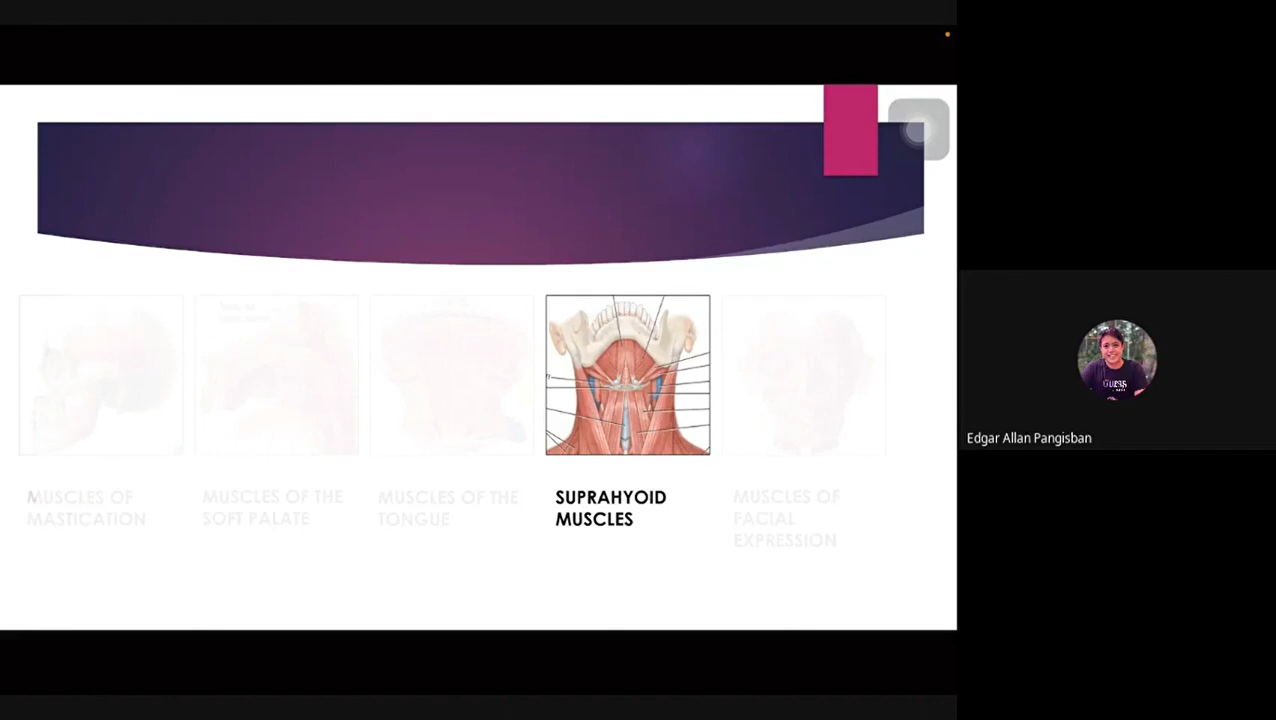 MUSCLES OF
MASTICATION
MUSCLES OF THE
SOFT PALATE
MUSCLES OF THE
TONGUE
SUPRAHYOID
MUSCLES
MUSCLES OF
FACIAL
EXPRESSION
GUESS
Edgar Allan Pangisban